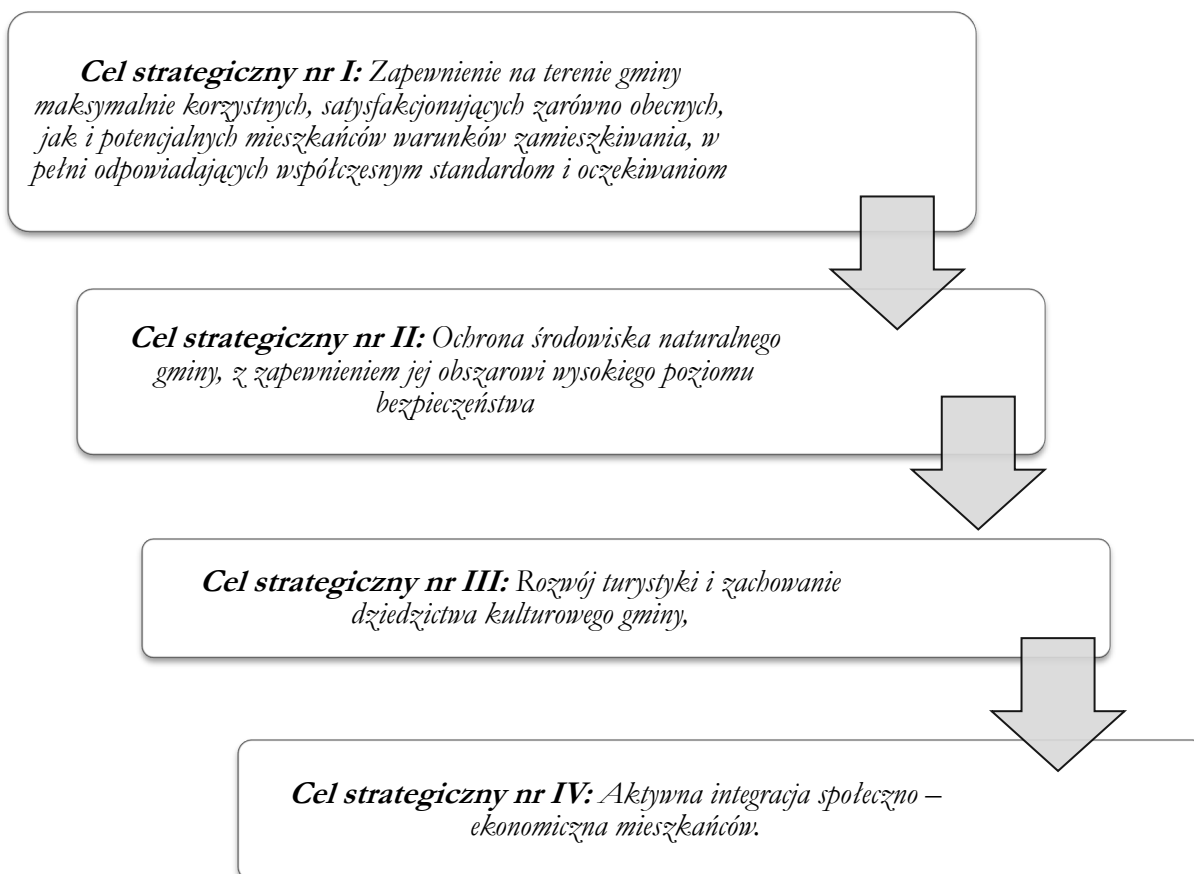 Cel strategiczny nr I: Zapewnienie na terenie gminy
maksymalnie korzystnych, satysfakcjonujących zarówno obecnych,
jak i potencjalnych mieszkańców warunków zamieszkiwania, w
pełni odpowiadających współczesnym standardom i oczekiwaniom
Cel strategiczny nr II: Ochrona środowiska naturalnego
gminy, z zapewnieniem jej obszarowi wysokiego poziomu
bezpieczeństwa
Cel strategiczny nr III: Rozwój turystyki i zachowanie
dziedzictwa kulturowego gminy,
Cel strategiczny nr IV: Aktywna integracja społeczno –
ekonomiczna mieszkańców.